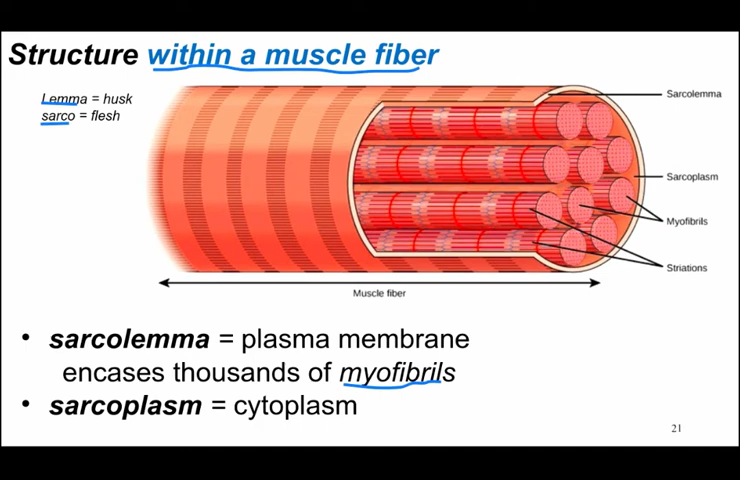 Structure within a muscle fiber
Lemma = husk
sarco = flesh
Sarcolemma
Sarcoplasm
Myofibrils
Striations
Muscle fiber
• sarcolemma = plasma membrane
encases thousands of myofibrils
• sarcoplasm = cytoplasm
21